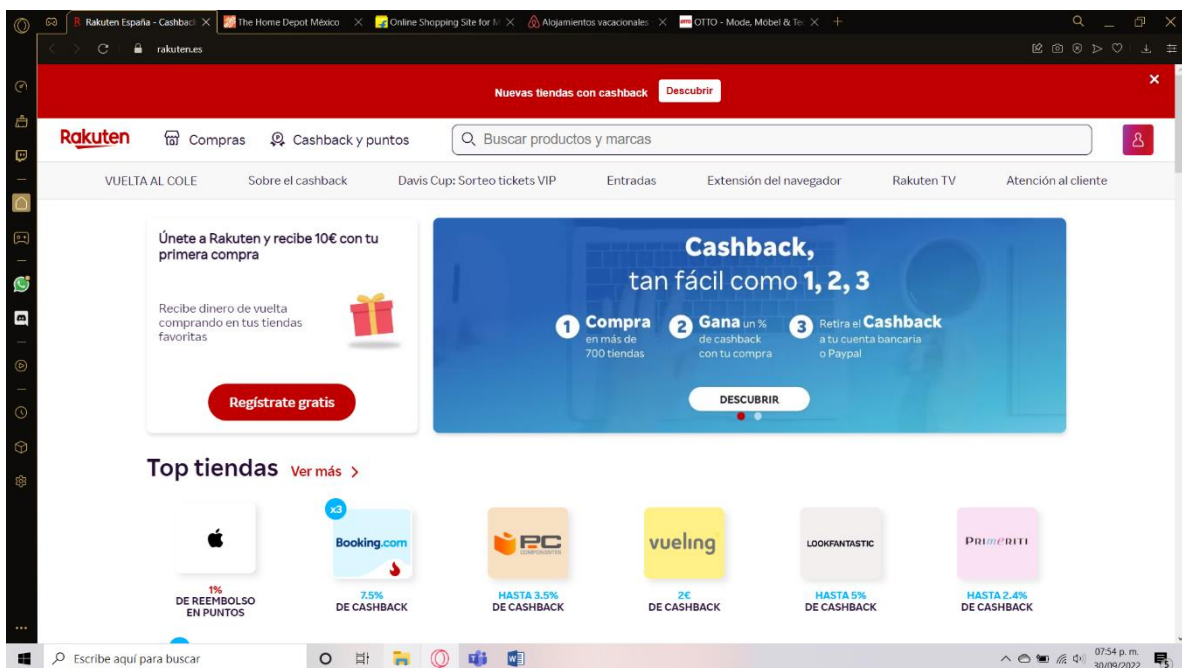 Rakuten España - Cashback
The Home Depot México
Online Shopping Site for M
Alojamientos vacacionales
OTTO - Mode, Möbel & Tec
rakuten.es
Nuevas tiendas con cashback
Descubrir
Rakuten
Compras
Cashback y puntos
Buscar productos y marcas
VUELTA AL COLE
Sobre el cashback
Davis Cup: Sorteo tickets VIP
Entradas
Extensión del navegador
Rakuten TV
Atención al cliente
Únete a Rakuten y recibe 10€ con tu
primera compra
Recibe dinero de vuelta
comprando en tus tiendas
favoritas
Regístrate gratis
Cashback,
tan fácil como 1, 2, 3
1 Compra
en más de
700 tiendas
2 Gana un %
de cashback
con tu compra
3 Retira el Cashback
a tu cuenta bancaria
o Paypal
DESCUBRIR
Top tiendas Ver más >
1%
DE REEMBOLSO
EN PUNTOS
x3
Booking.com
7.5%
DE CASHBACK
PC
COMPONENTES
HASTA 3.5%
DE CASHBACK
vueling
2€
DE CASHBACK
LOOKFANTASTIC
HASTA 5%
DE CASHBACK
PRIMERITI
HASTA 2.4%
DE CASHBACK
Escribe aquí para buscar
07:54 p. m.
30/09/2022
5